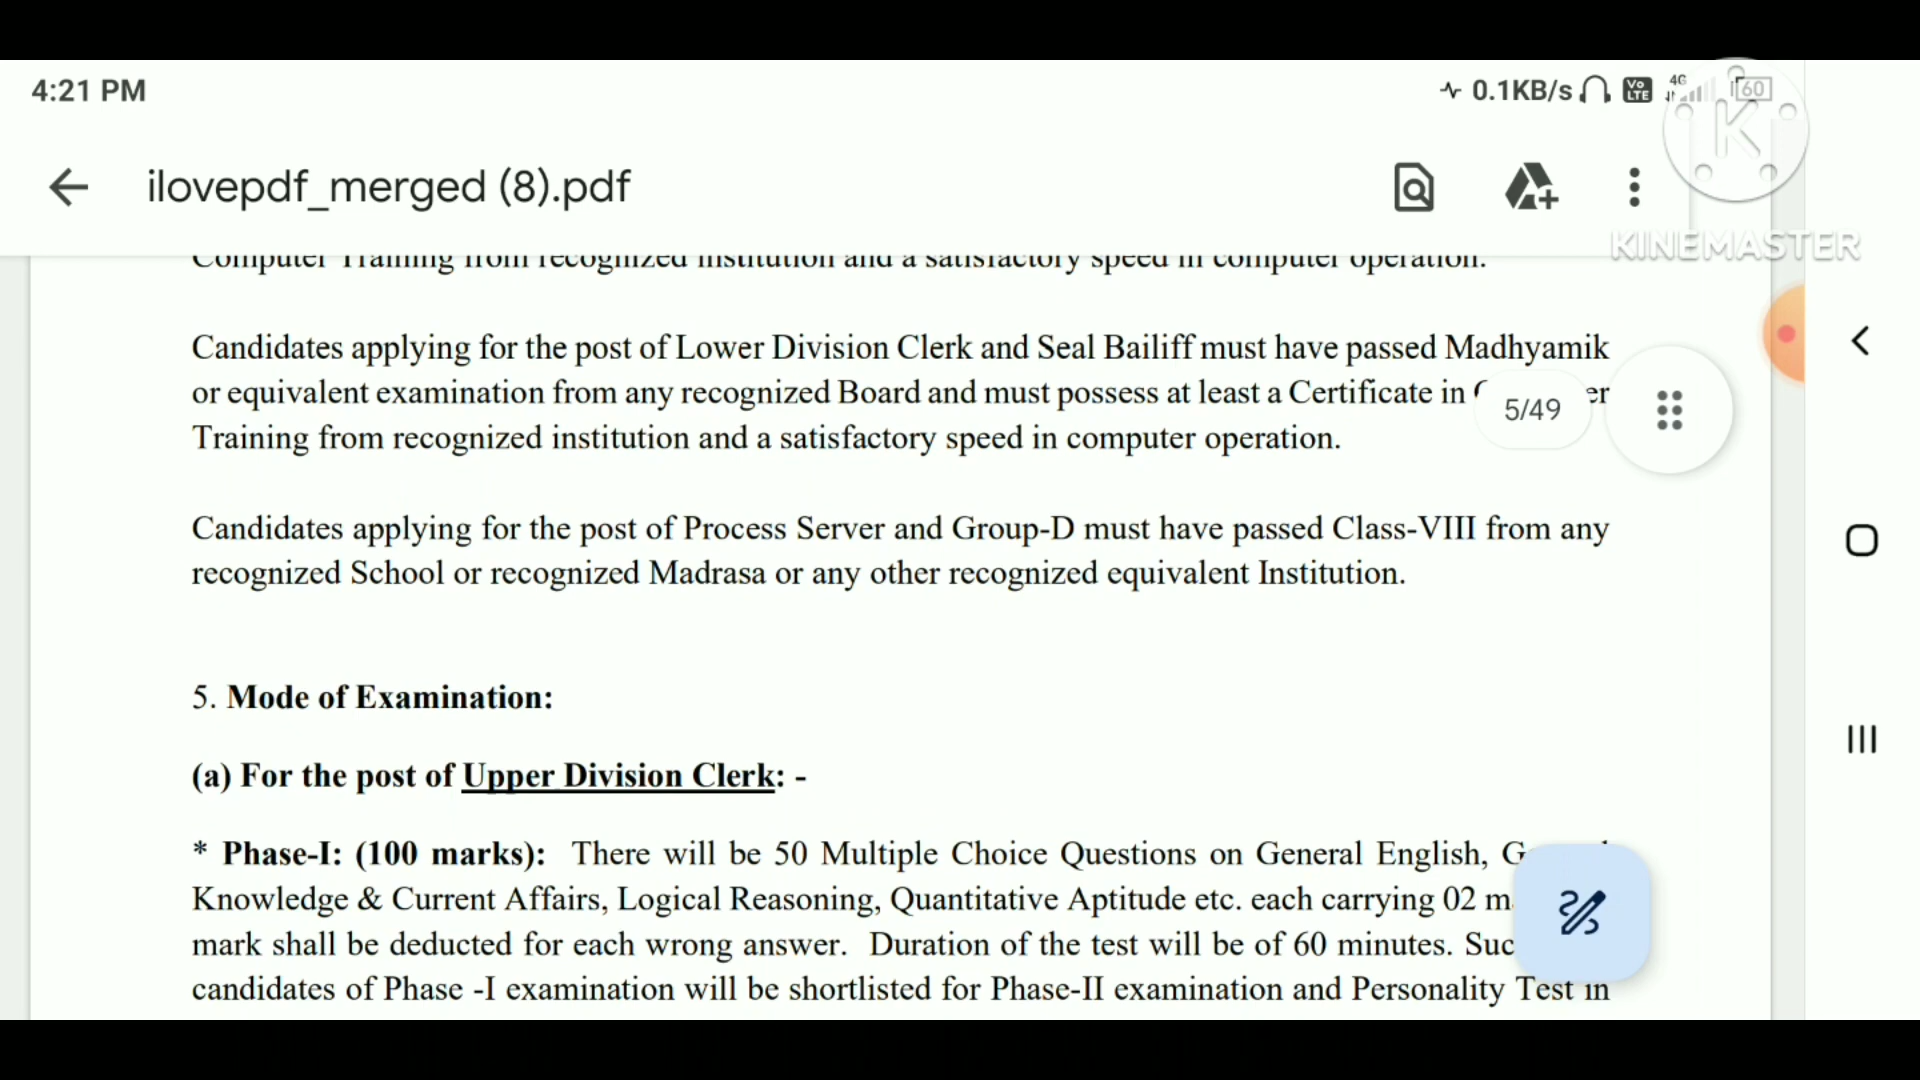 4:21 PM
0.1KB/s
Vo LTE
4G
60
K
ilovepdf_merged (8).pdf
KINEMASTER
Computer Training from recognized institution and a satisfactory speed in computer operation.
Candidates applying for the post of Lower Division Clerk and Seal Bailiff must have passed Madhyamik
or equivalent examination from any recognized Board and must possess at least a Certificate in
5/49
Training from recognized institution and a satisfactory speed in computer operation.
Candidates applying for the post of Process Server and Group-D must have passed Class-VIII from any
recognized School or recognized Madrasa or any other recognized equivalent Institution.
5. Mode of Examination:
(a) For the post of Upper Division Clerk: -
* Phase-I: (100 marks): There will be 50 Multiple Choice Questions on General English,
Knowledge & Current Affairs, Logical Reasoning, Quantitative Aptitude etc. each carrying 02
mark shall be deducted for each wrong answer. Duration of the test will be of 60 minutes.
candidates of Phase -I examination will be shortlisted for Phase-II examination and Personality Test in